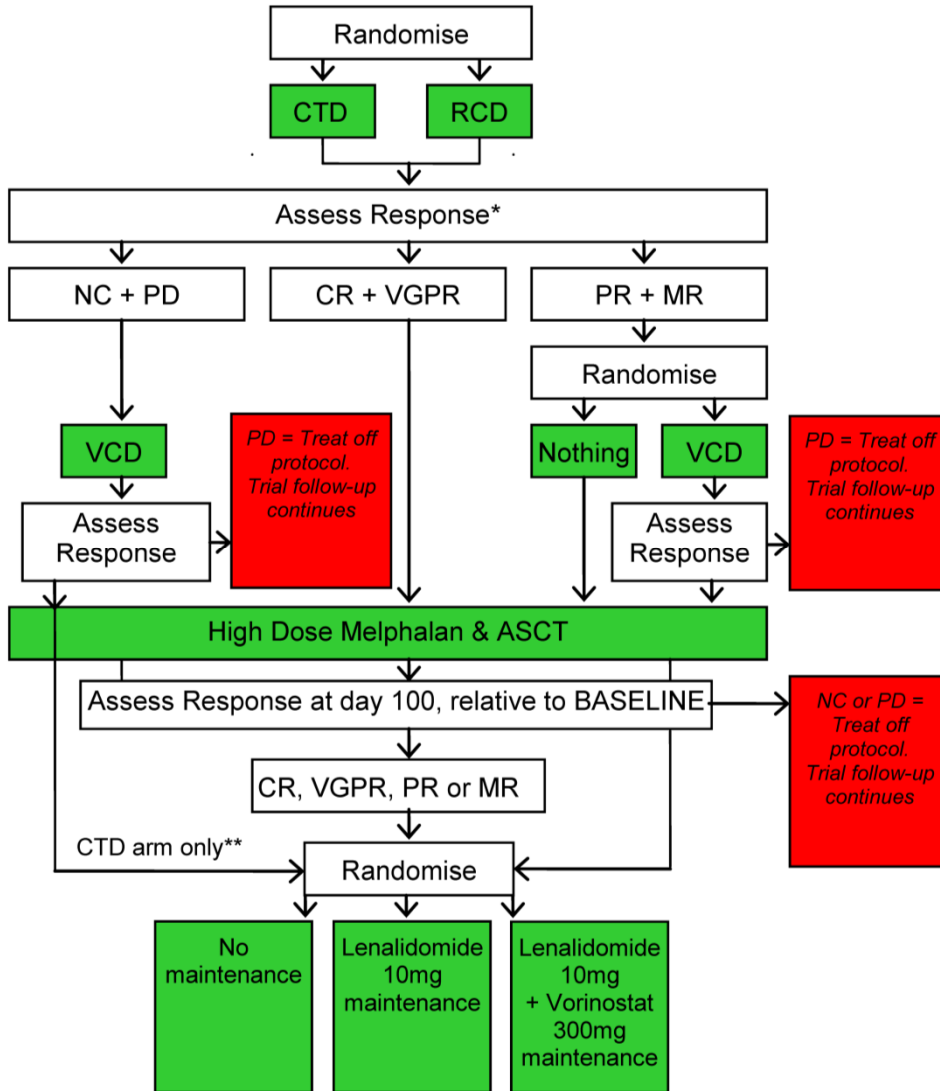 Randomise
CTD
RCD
Assess Response*
NC + PD
CR + VGPR
PR + MR
Randomise
VCD
PD = Treat off
protocol.
Trial follow-up
continues
Nothing
VCD
PD = Treat off
protocol.
Trial follow-up
continues
Assess
Response
Assess
Response
High Dose Melphalan & ASCT
Assess Response at day 100, relative to BASELINE
NC or PD =
Treat off
protocol.
Trial follow-up
continues
CR, VGPR, PR or MR
CTD arm only**
Randomise
No
maintenance
Lenalidomide
10mg
maintenance
Lenalidomide
10mg
+ Vorinostat
300mg
maintenance